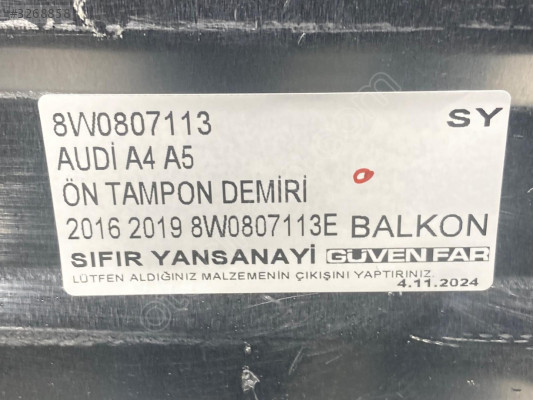 #3268858
8W0807113
SY
AUDİ A4 A5
ÖN TAMPON DEMİRİ
2016 2019 8W0807113E BALKON
SIFIR YANSANAYİ GÜVEN FAR
LÜTFEN ALDIĞINIZ MALZEMENİN ÇIKIŞINI YAPTIRINIZ.
4.11.2024